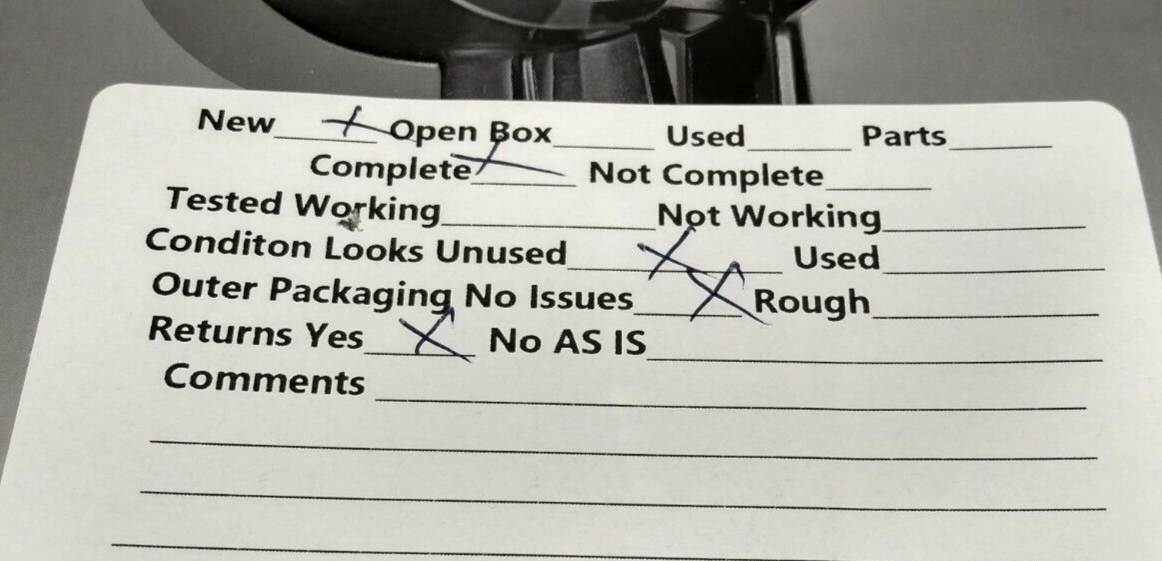 New X Open Box Used Parts
Complete X Not Complete
Tested Working Not Working
Conditon Looks Unused X Used
Outer Packaging No Issues X Rough
Returns Yes X No AS IS
Comments